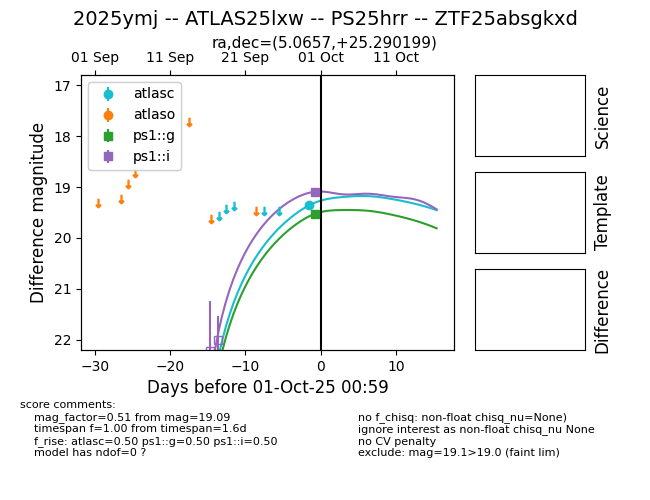 2025ymj -- ATLAS25lxw -- PS25hrr -- ZTF25absgkxd
ra,dec=(5.0657,+25.290199)
01 Sep
11 Sep
21 Sep
01 Oct
11 Oct
atlasc
atlaso
ps1::g
ps1::i
17
18
19
20
21
22
Difference magnitude
−30
−20
−10
0
10
Days before 01-Oct-25 00:59
Science
Template
Difference
score comments:
mag_factor=0.51 from mag=19.09
timespan f=1.00 from timespan=1.6d
f_rise: atlasc=0.50 ps1::g=0.50 ps1::i=0.50
model has ndof=0 ?
no f_chisq: non-float chisq_nu=None)
ignore interest as non-float chisq_nu None
no CV penalty
exclude: mag=19.1>19.0 (faint lim)